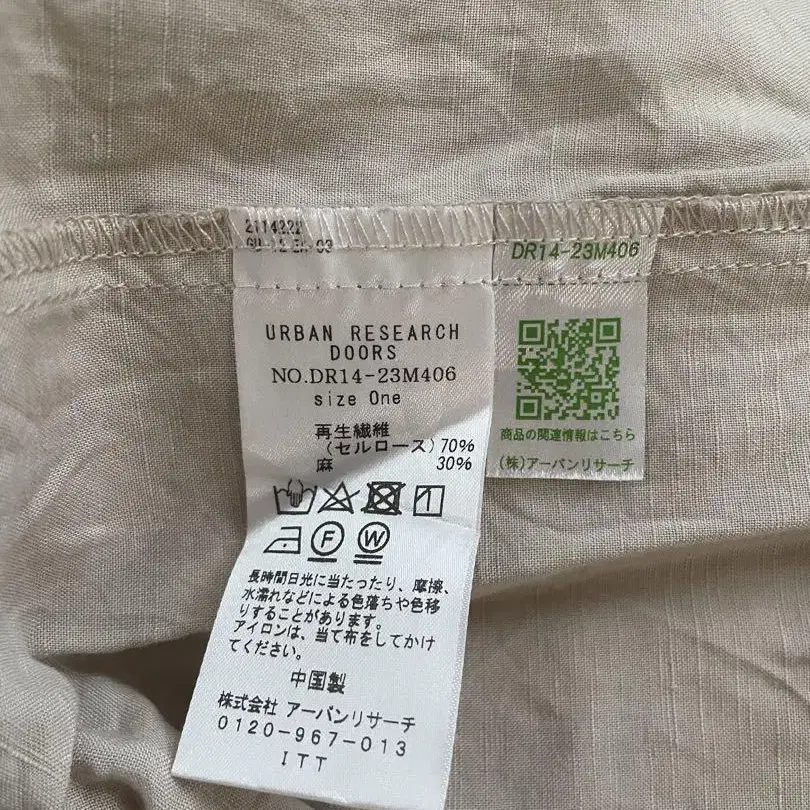 2114222
URBAN RESEARCH
DOORS
NO.DR14-23M406
size One
再生繊維
(セルロース) 70%
麻 30%
F
W
長時間日光に当たったり、摩擦、
水濡れなどによる色落ちや色移
りすることがあります。
アイロンは、当て布をしてかけ
てください。
中国製
株式会社 アーバンリサーチ
0120-967-013
ITT
DR14-23M406
商品の関連情報はこちら
(株)アーバンリサーチ